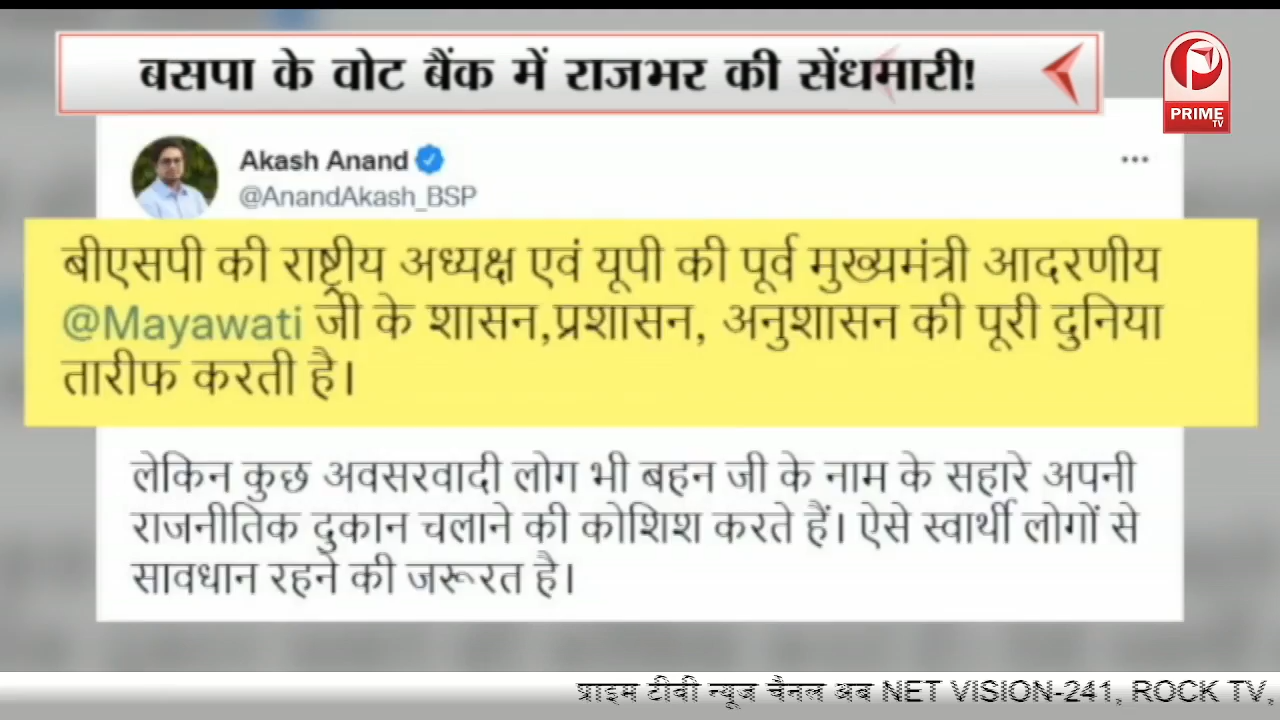 बसपा के वोट बैंक में राजभर की सेंधमारी!
PRIME
TV
Akash Anand
@AnandAkash_BSP
बीएसपी की राष्ट्रीय अध्यक्ष एवं यूपी की पूर्व मुख्यमंत्री आदरणीय
@Mayawati जी के शासन,प्रशासन, अनुशासन की पूरी दुनिया
तारीफ करती है।
लेकिन कुछ अवसरवादी लोग भी बहन जी के नाम के सहारे अपनी
राजनीतिक दुकान चलाने की कोशिश करते हैं। ऐसे स्वार्थी लोगों से
सावधान रहने की जरूरत है।
प्राइम टीवी न्यूज चैनल अब NET VISION-241, ROCK TV,